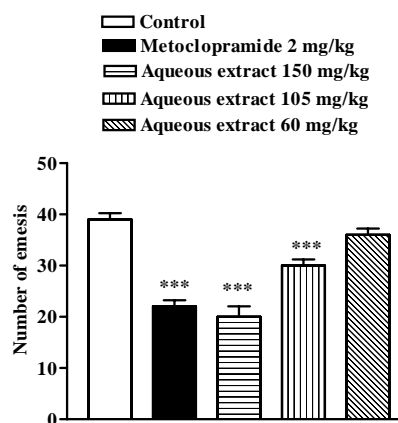 Control
Metoclopramide 2 mg/kg
Aqueous extract 150 mg/kg
Aqueous extract 105 mg/kg
Aqueous extract 60 mg/kg
50
40
30
20
10
0
Number of emesis
***
***
***